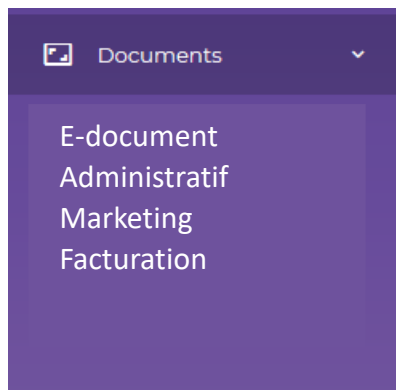 Documents
E-document
Administratif
Marketing
Facturation